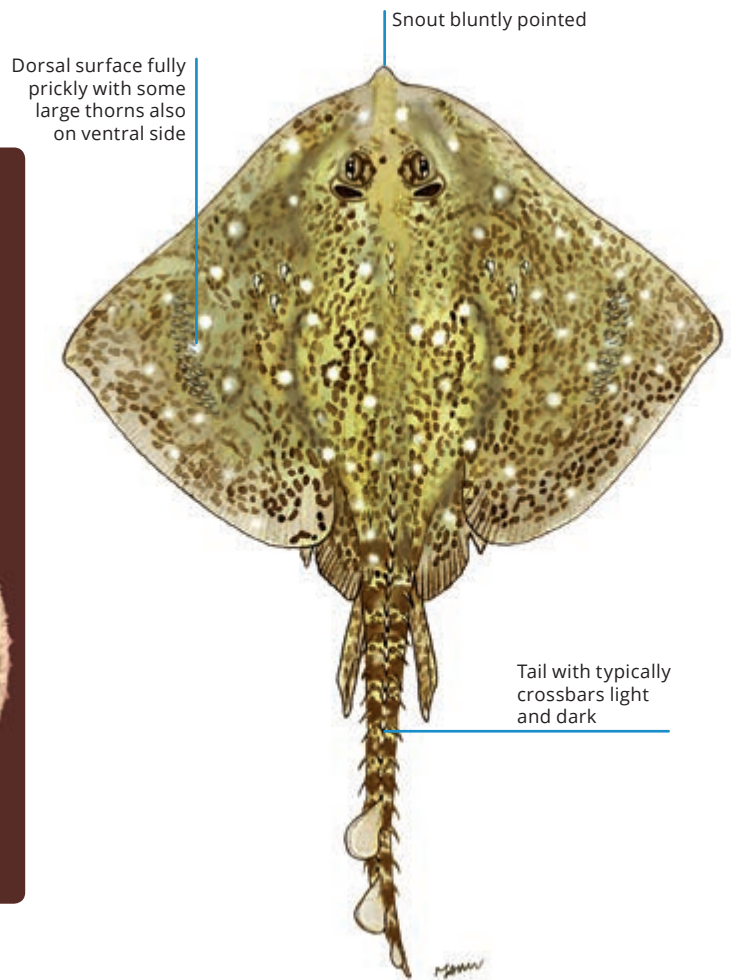 Snout bluntly pointed
Dorsal surface fully
prickly with some
large thorns also
on ventral side
Tail with typically
crossbars light
and dark